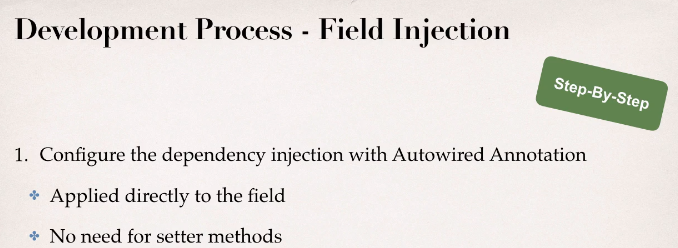 Development Process - Field Injection
Step-By-Step
1. Configure the dependency injection with Autowired Annotation
Applied directly to the field
No need for setter methods